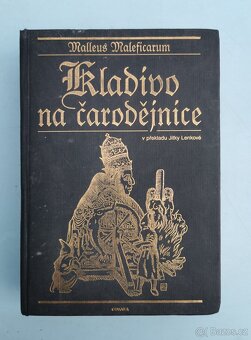 Malleus Maleficarum
Kladivo
na čarodějnice
v překladu Jitky Lenkové